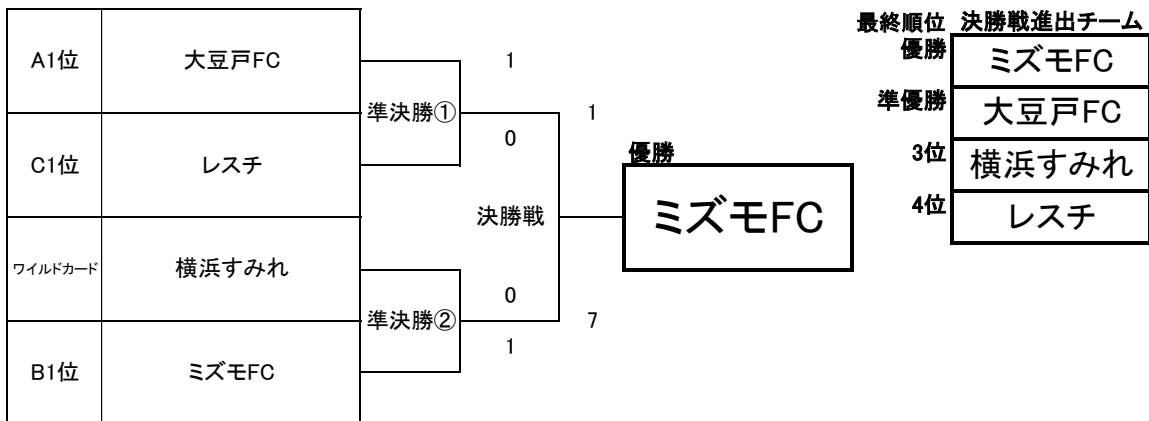 A1位 大豆戸FC
C1位 レスチ
ワイルドカード 横浜すみれ
B1位 ミズモFC
準決勝①
準決勝②
1
0
0
1
決勝戦
1
7
優勝
ミズモFC
最終順位 決勝戦進出チーム
優勝 ミズモFC
準優勝 大豆戸FC
3位 横浜すみれ
4位 レスチ